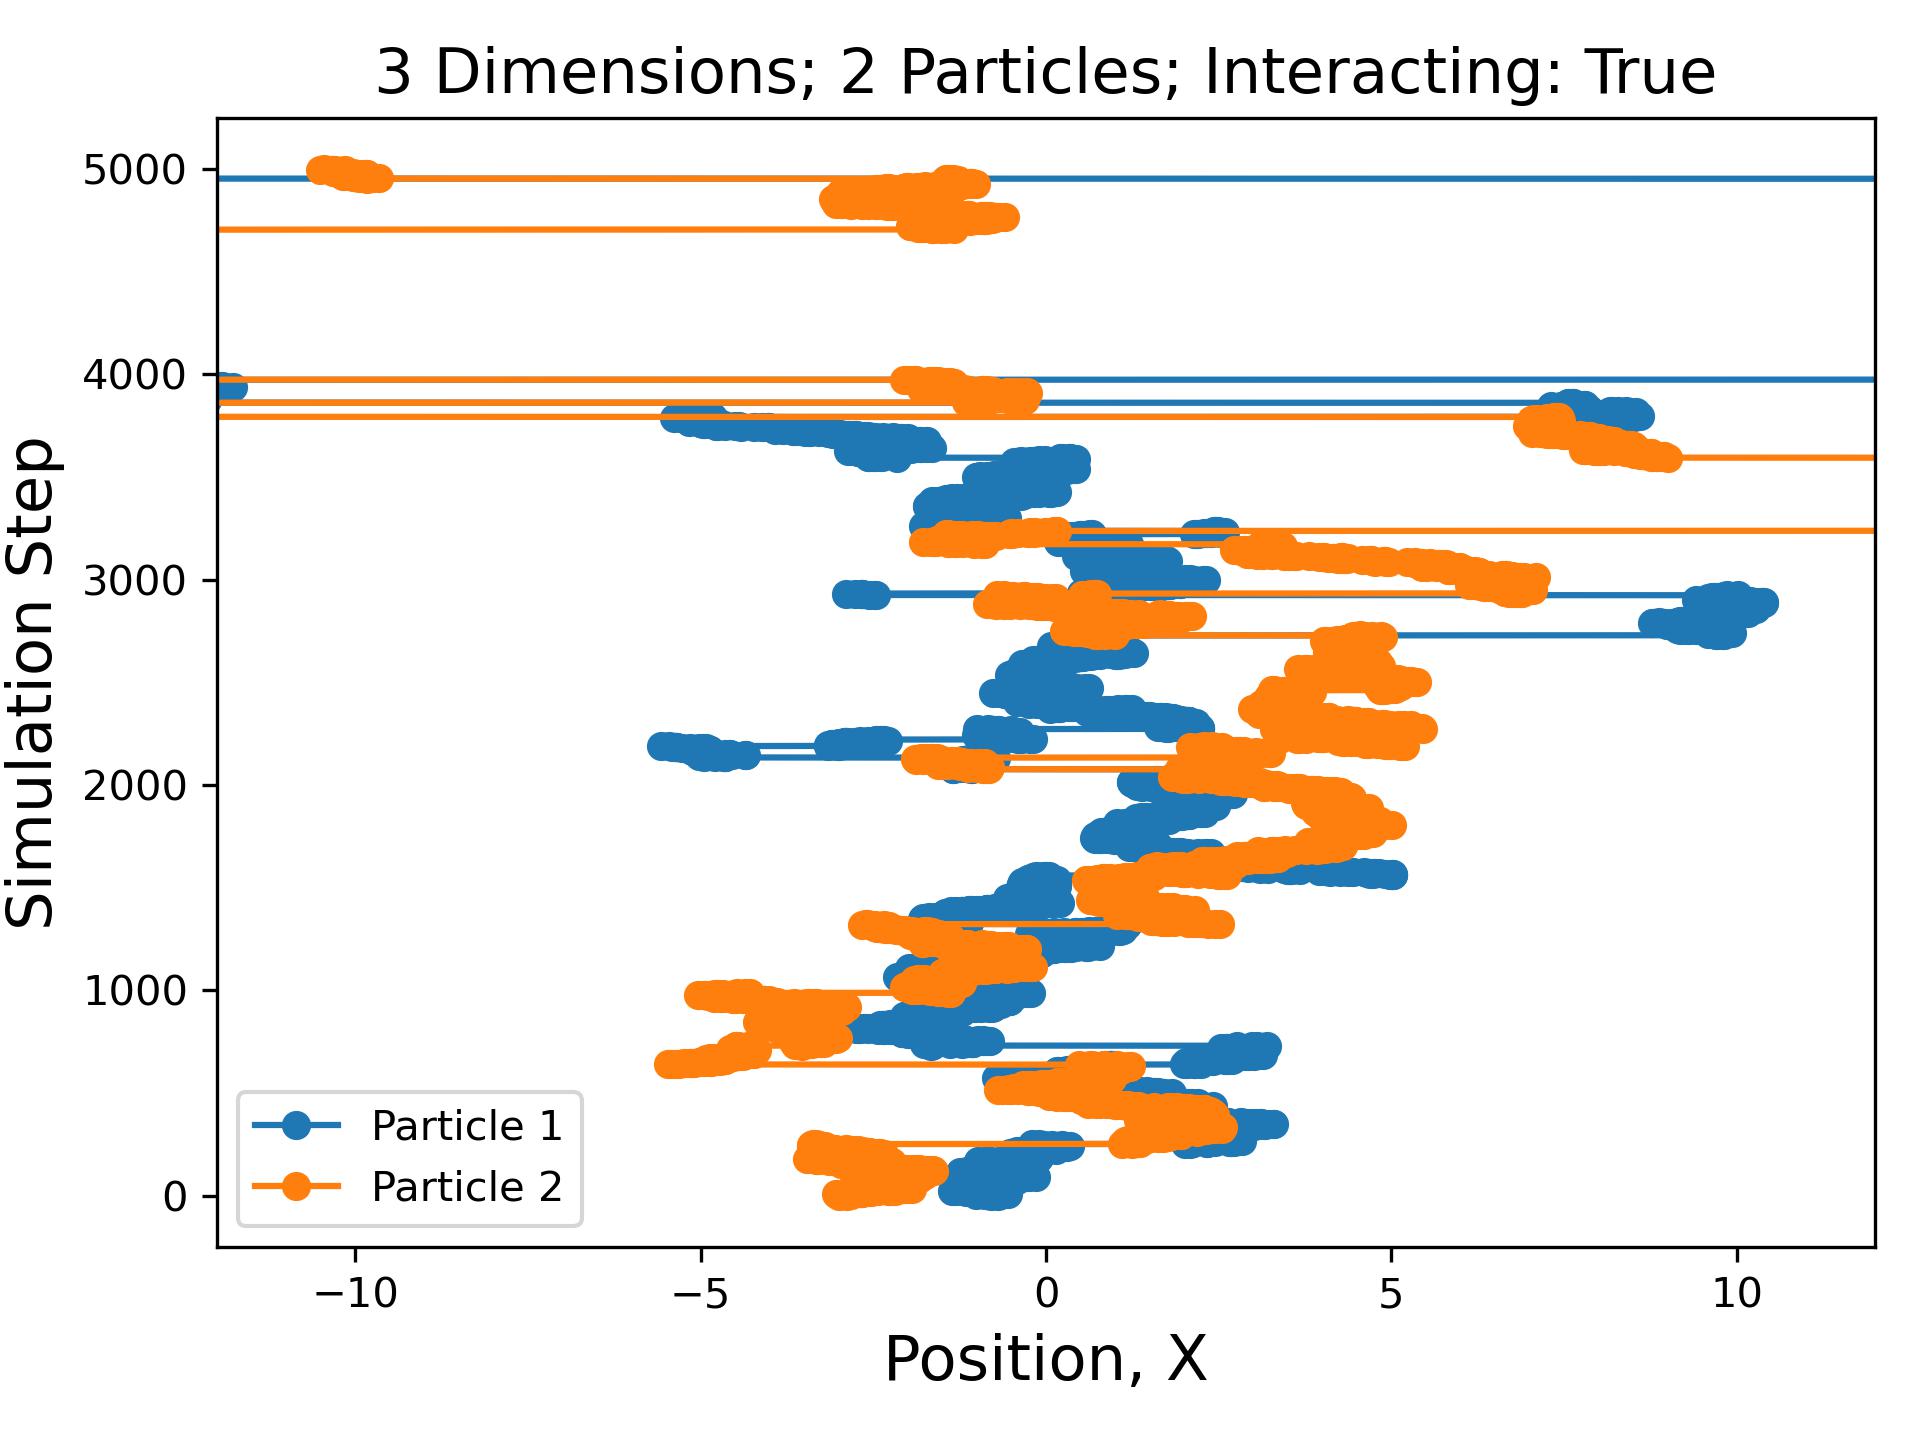 3 Dimensions; 2 Particles; Interacting: True
Simulation Step
5000
4000
3000
2000
1000
0
Particle 1
Particle 2
−10
−5
0
5
10
Position, X